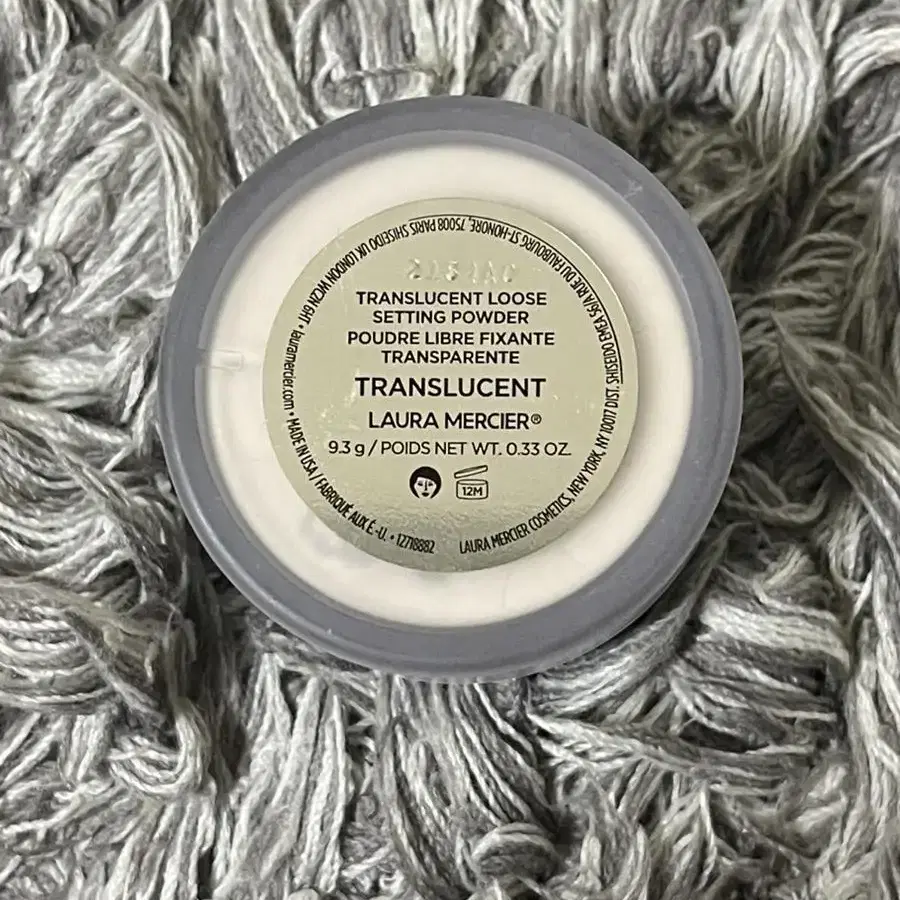 TRANSLUCENT LOOSE
SETTING POWDER
POUDRE LIBRE FIXANTE
TRANSPARENTE
TRANSLUCENT
LAURA MERCIER®
9.3 g / POIDS NET WT. 0.33 OZ.
12M
LAURA MERCIER COSMETICS, NEW YORK, NY 10017 DIST. SHISEIDO EMEA 56/A RUE DU FAUBOURG ST-HONORE, 75008 PARIS SHISEIDO UK LONDON WC2N 6HT • lauramercier.com • MADE IN USA / FABRIQUÉ AUX É.-U. • 12718882